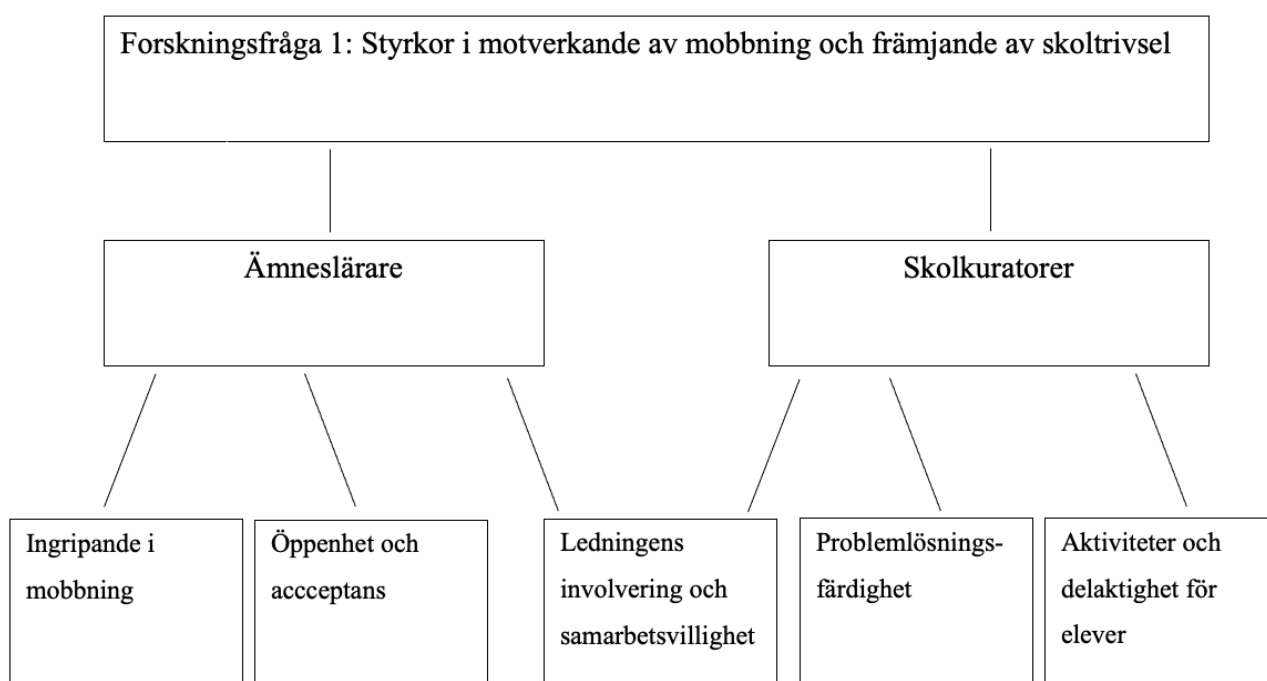 Forskningsfråga 1: Styrkor i motverkande av mobbning och främjande av skoltrivsel
Ämneslärare
Skolkuratorer
Ingripande i
mobbning
Öppenhet och
accceptans
Ledningens
involvering och
samarbetsvillighet
Problemlösnings-
färdighet
Aktiviteter och
delaktighet för
elever